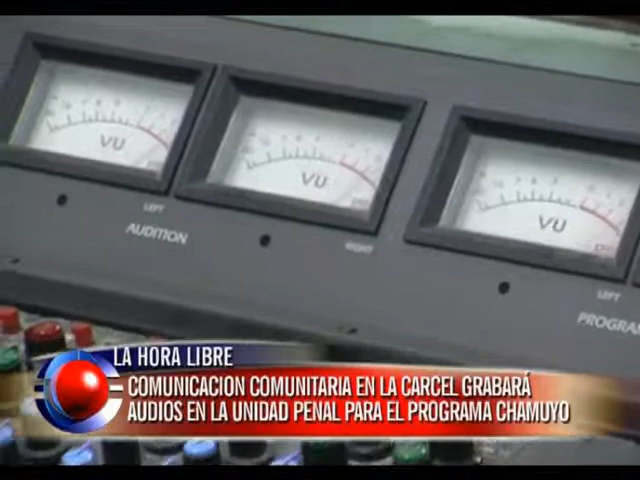 VU
VU
VU
LEFT
AUDITION
RIGHT
LEFT
PROGRA
LA HORA LIBRE
COMUNICACION COMUNITARIA EN LA CARCEL GRABARÁ
AUDIOS EN LA UNIDAD PENAL PARA EL PROGRAMA CHAMUYO